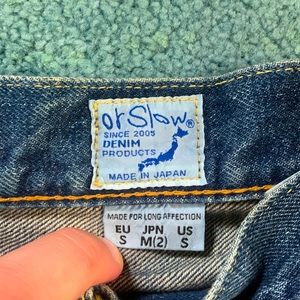 orSlow®
SINCE 2005
DENIM
PRODUCTS
MADE IN JAPAN
MADE FOR LONG AFFECTION
EU JPN US
S M(2) S